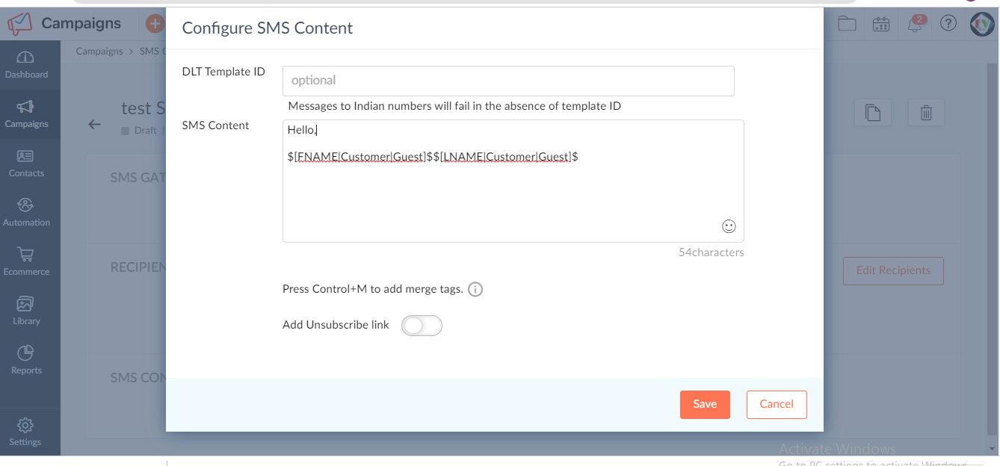 Campaigns
2
Campaigns > SMS C
Dashboard
Campaigns
Contacts
Automation
Ecommerce
Library
Reports
Settings
test S
Draft
SMS GAT
RECIPIEN
SMS CON
Edit Recipients
Configure SMS Content
DLT Template ID
optional
Messages to Indian numbers will fail in the absence of template ID
SMS Content
Hello,
$[FNAME|Customer|Guest]$$[LNAME|Customer|Guest]$
54characters
Press Control+M to add merge tags.
Add Unsubscribe link
Save
Cancel
Activate Windows
Go to PC settings to activate Windows.